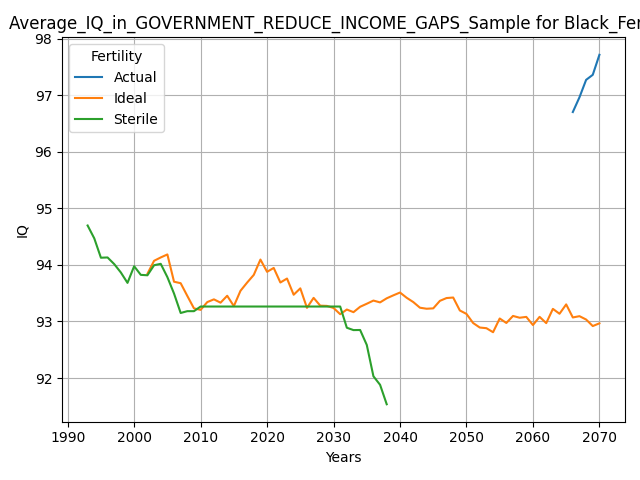 Average_IQ_in_GOVERNMENT_REDUCE_INCOME_GAPS_Sample for Black_Fer
98
97
96
95
94
93
92
IQ
Fertility
Actual
Ideal
Sterile
1990 2000 2010 2020 2030 2040 2050 2060 2070
Years